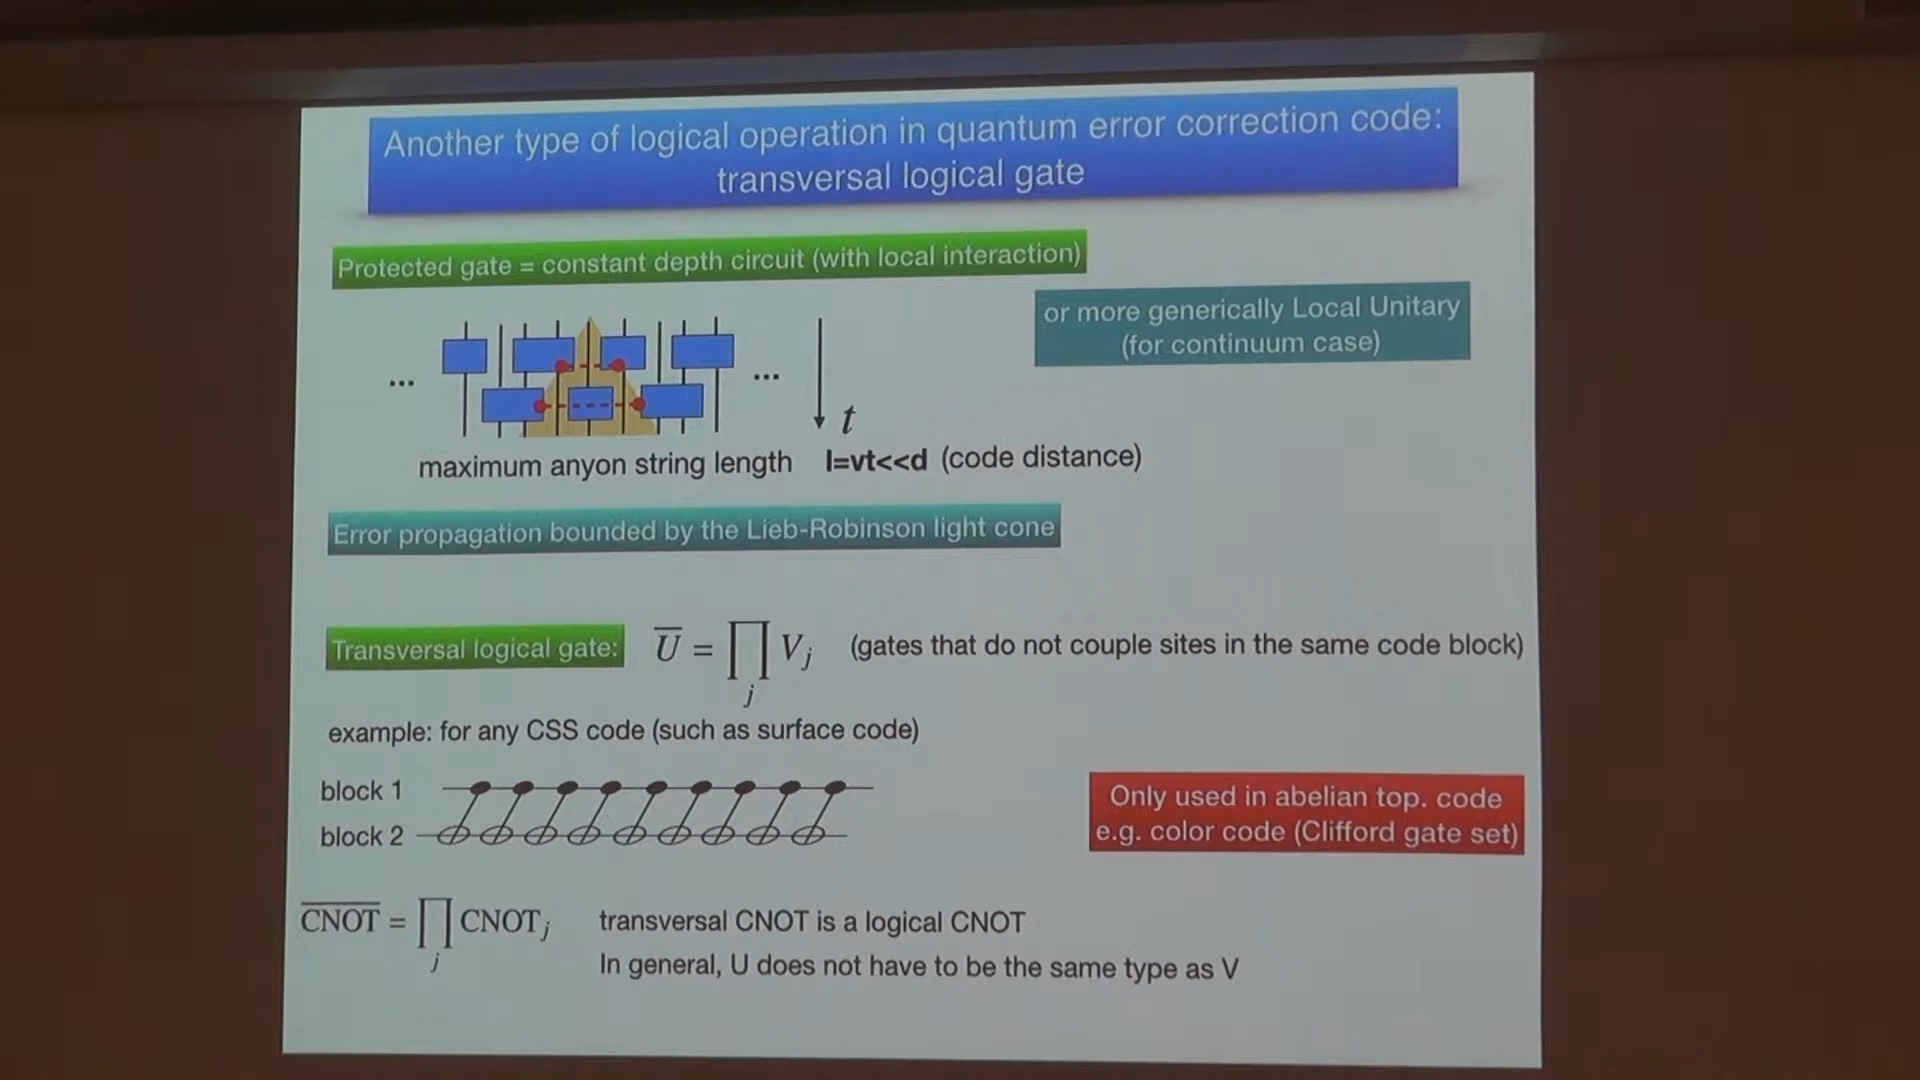 Another type of logical operation in quantum error correction code:
transversal logical gate
Protected gate = constant depth circuit (with local interaction)
or more generically Local Unitary
(for continuum case)
... ...
t
maximum anyon string length l=vt<<d (code distance)
Error propagation bounded by the Lieb-Robinson light cone
Transversal logical gate: U̅ = ∏_j V_j (gates that do not couple sites in the same code block)
example: for any CSS code (such as surface code)
block 1
block 2
Only used in abelian top. code
e.g. color code (Clifford gate set)
C̅N̅O̅T̅ = ∏_j CNOT_j transversal CNOT is a logical CNOT
In general, U does not have to be the same type as V